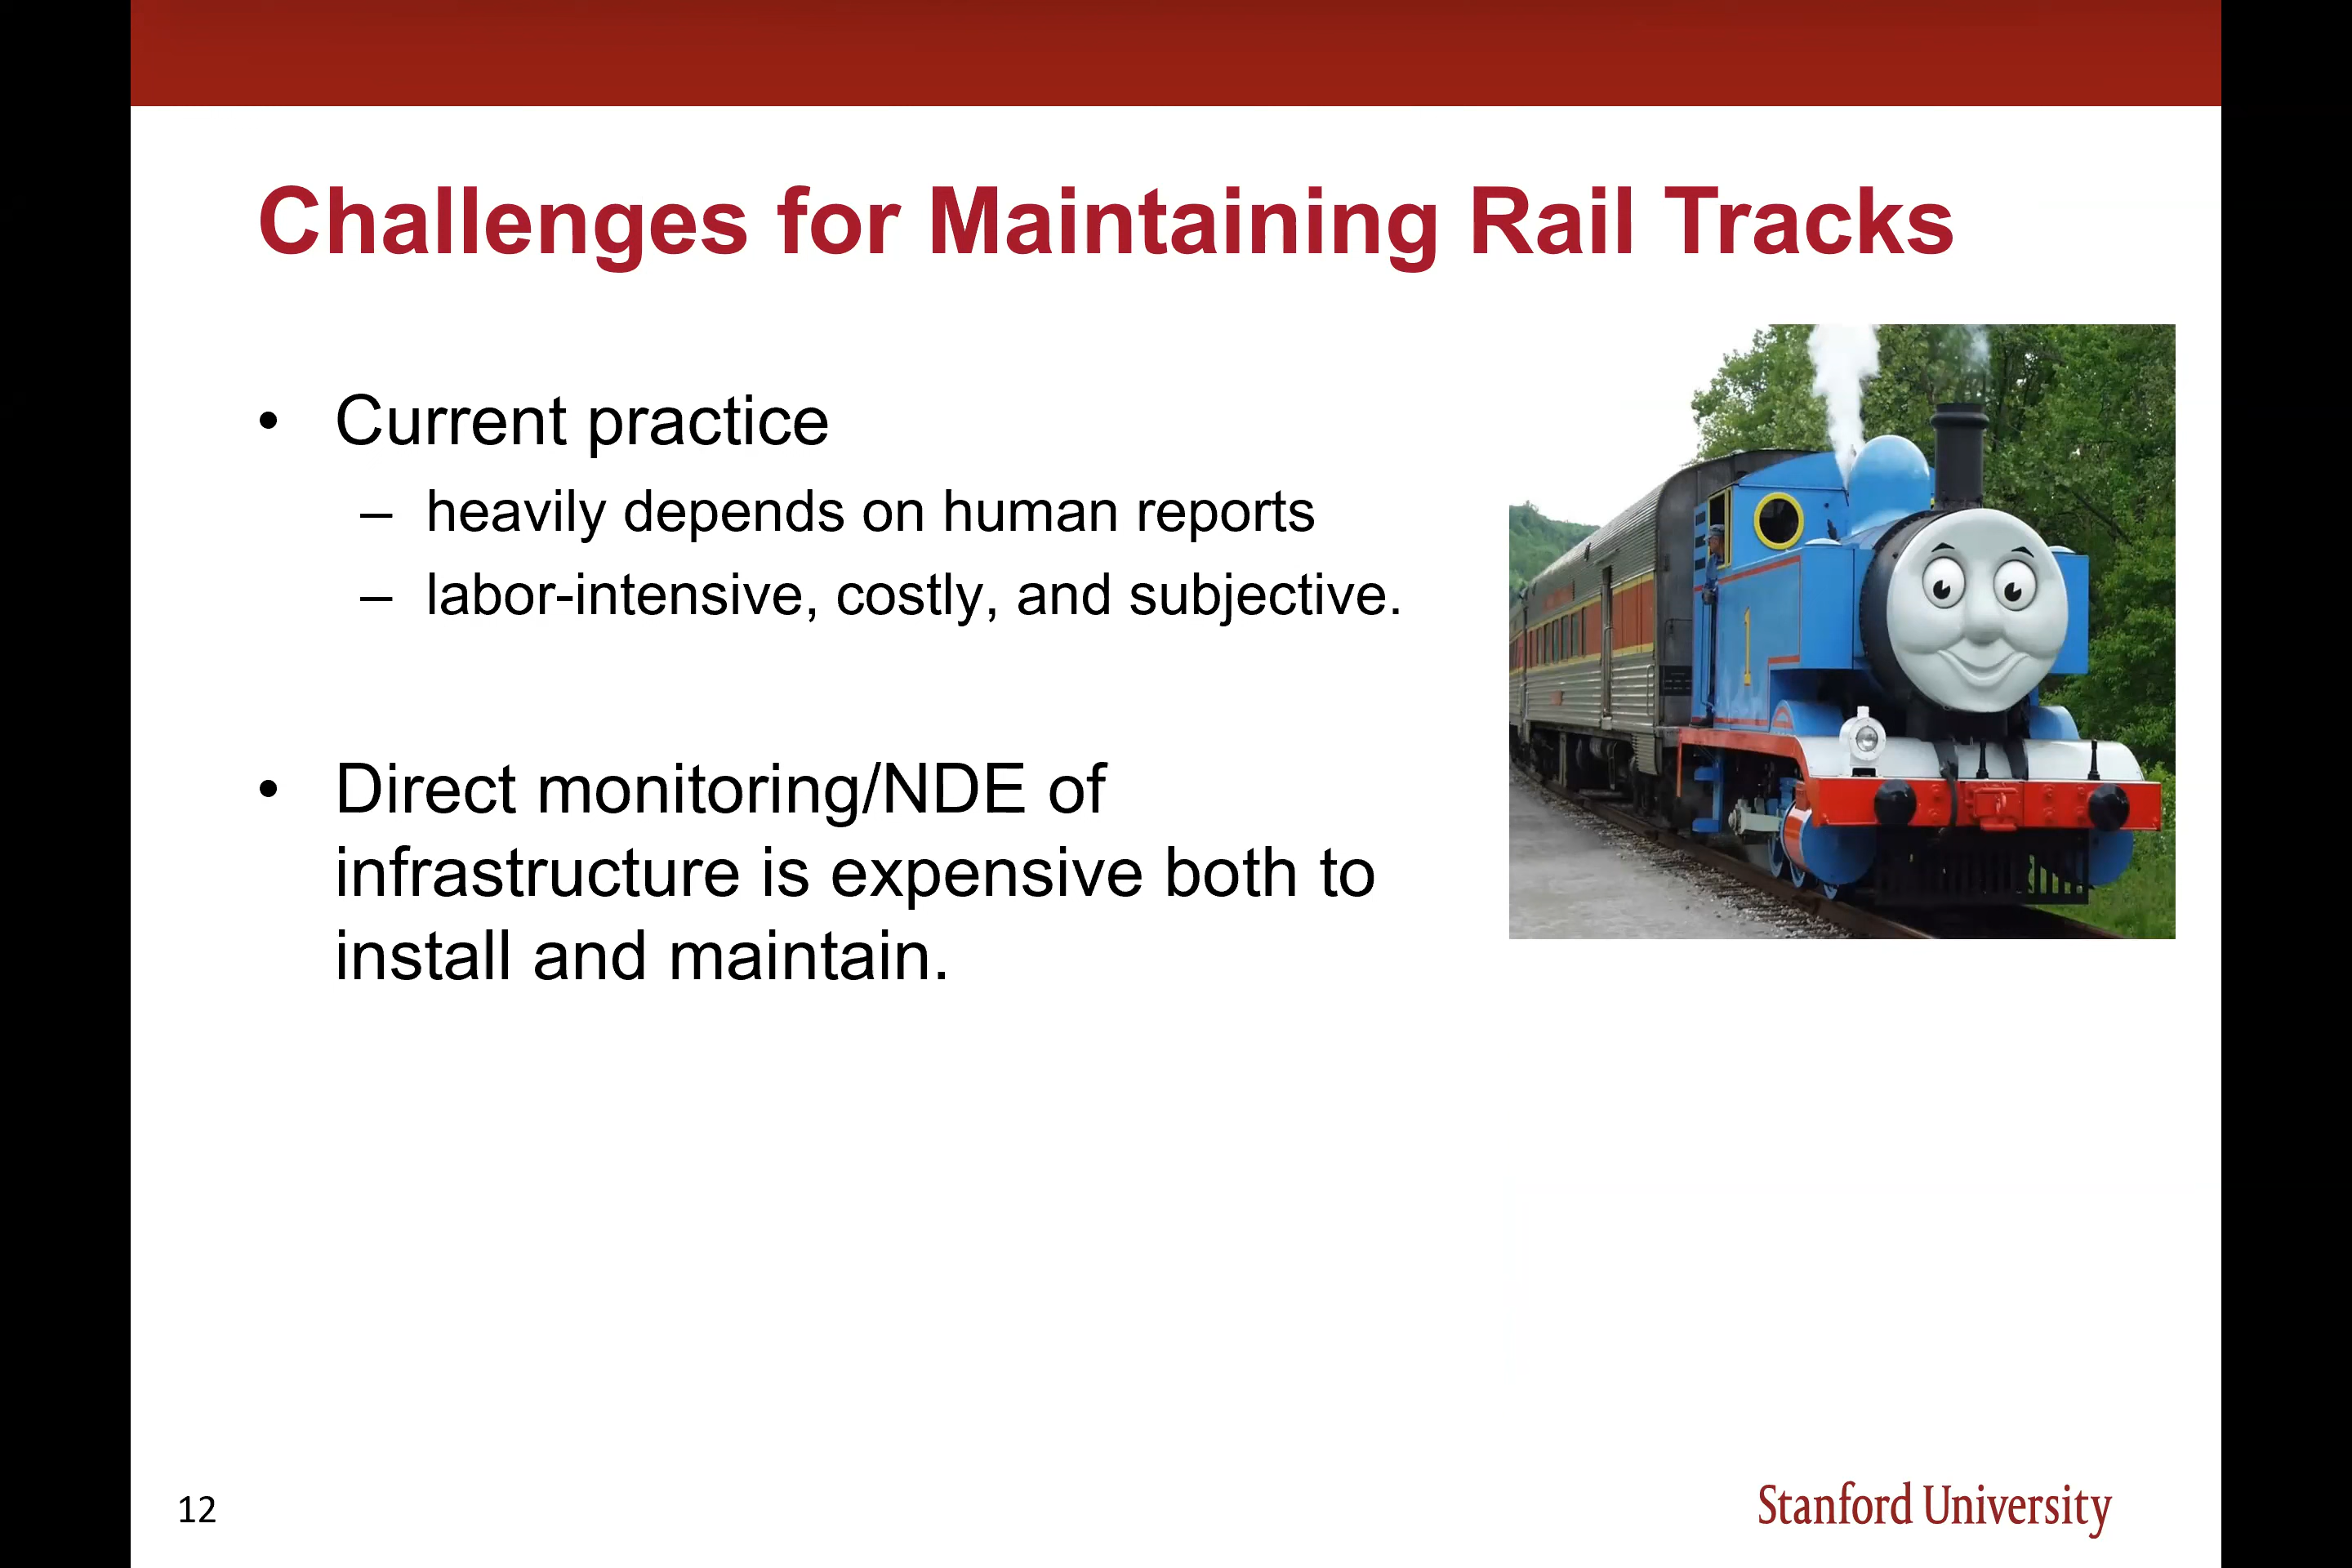 Challenges for Maintaining Rail Tracks
• Current practice
– heavily depends on human reports
– labor-intensive, costly, and subjective.
• Direct monitoring/NDE of
infrastructure is expensive both to
install and maintain.
1
12
Stanford University